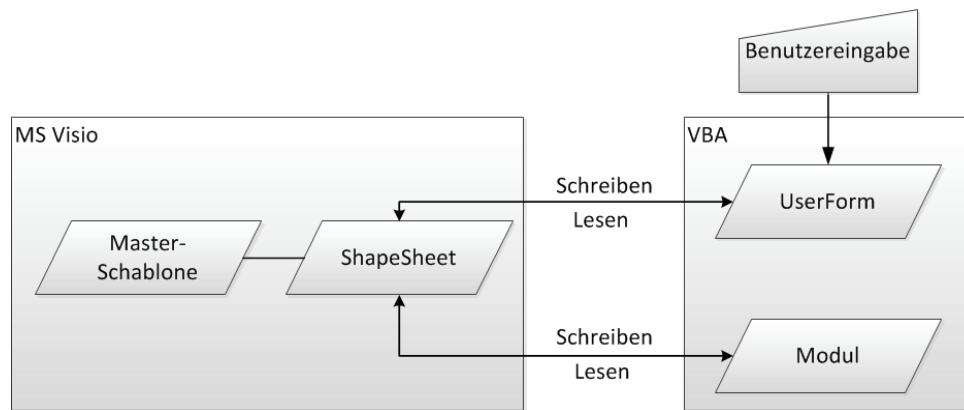 Benutzereingabe
MS Visio
VBA
Schreiben
Lesen
UserForm
Master-
Schablone
ShapeSheet
Schreiben
Lesen
Modul